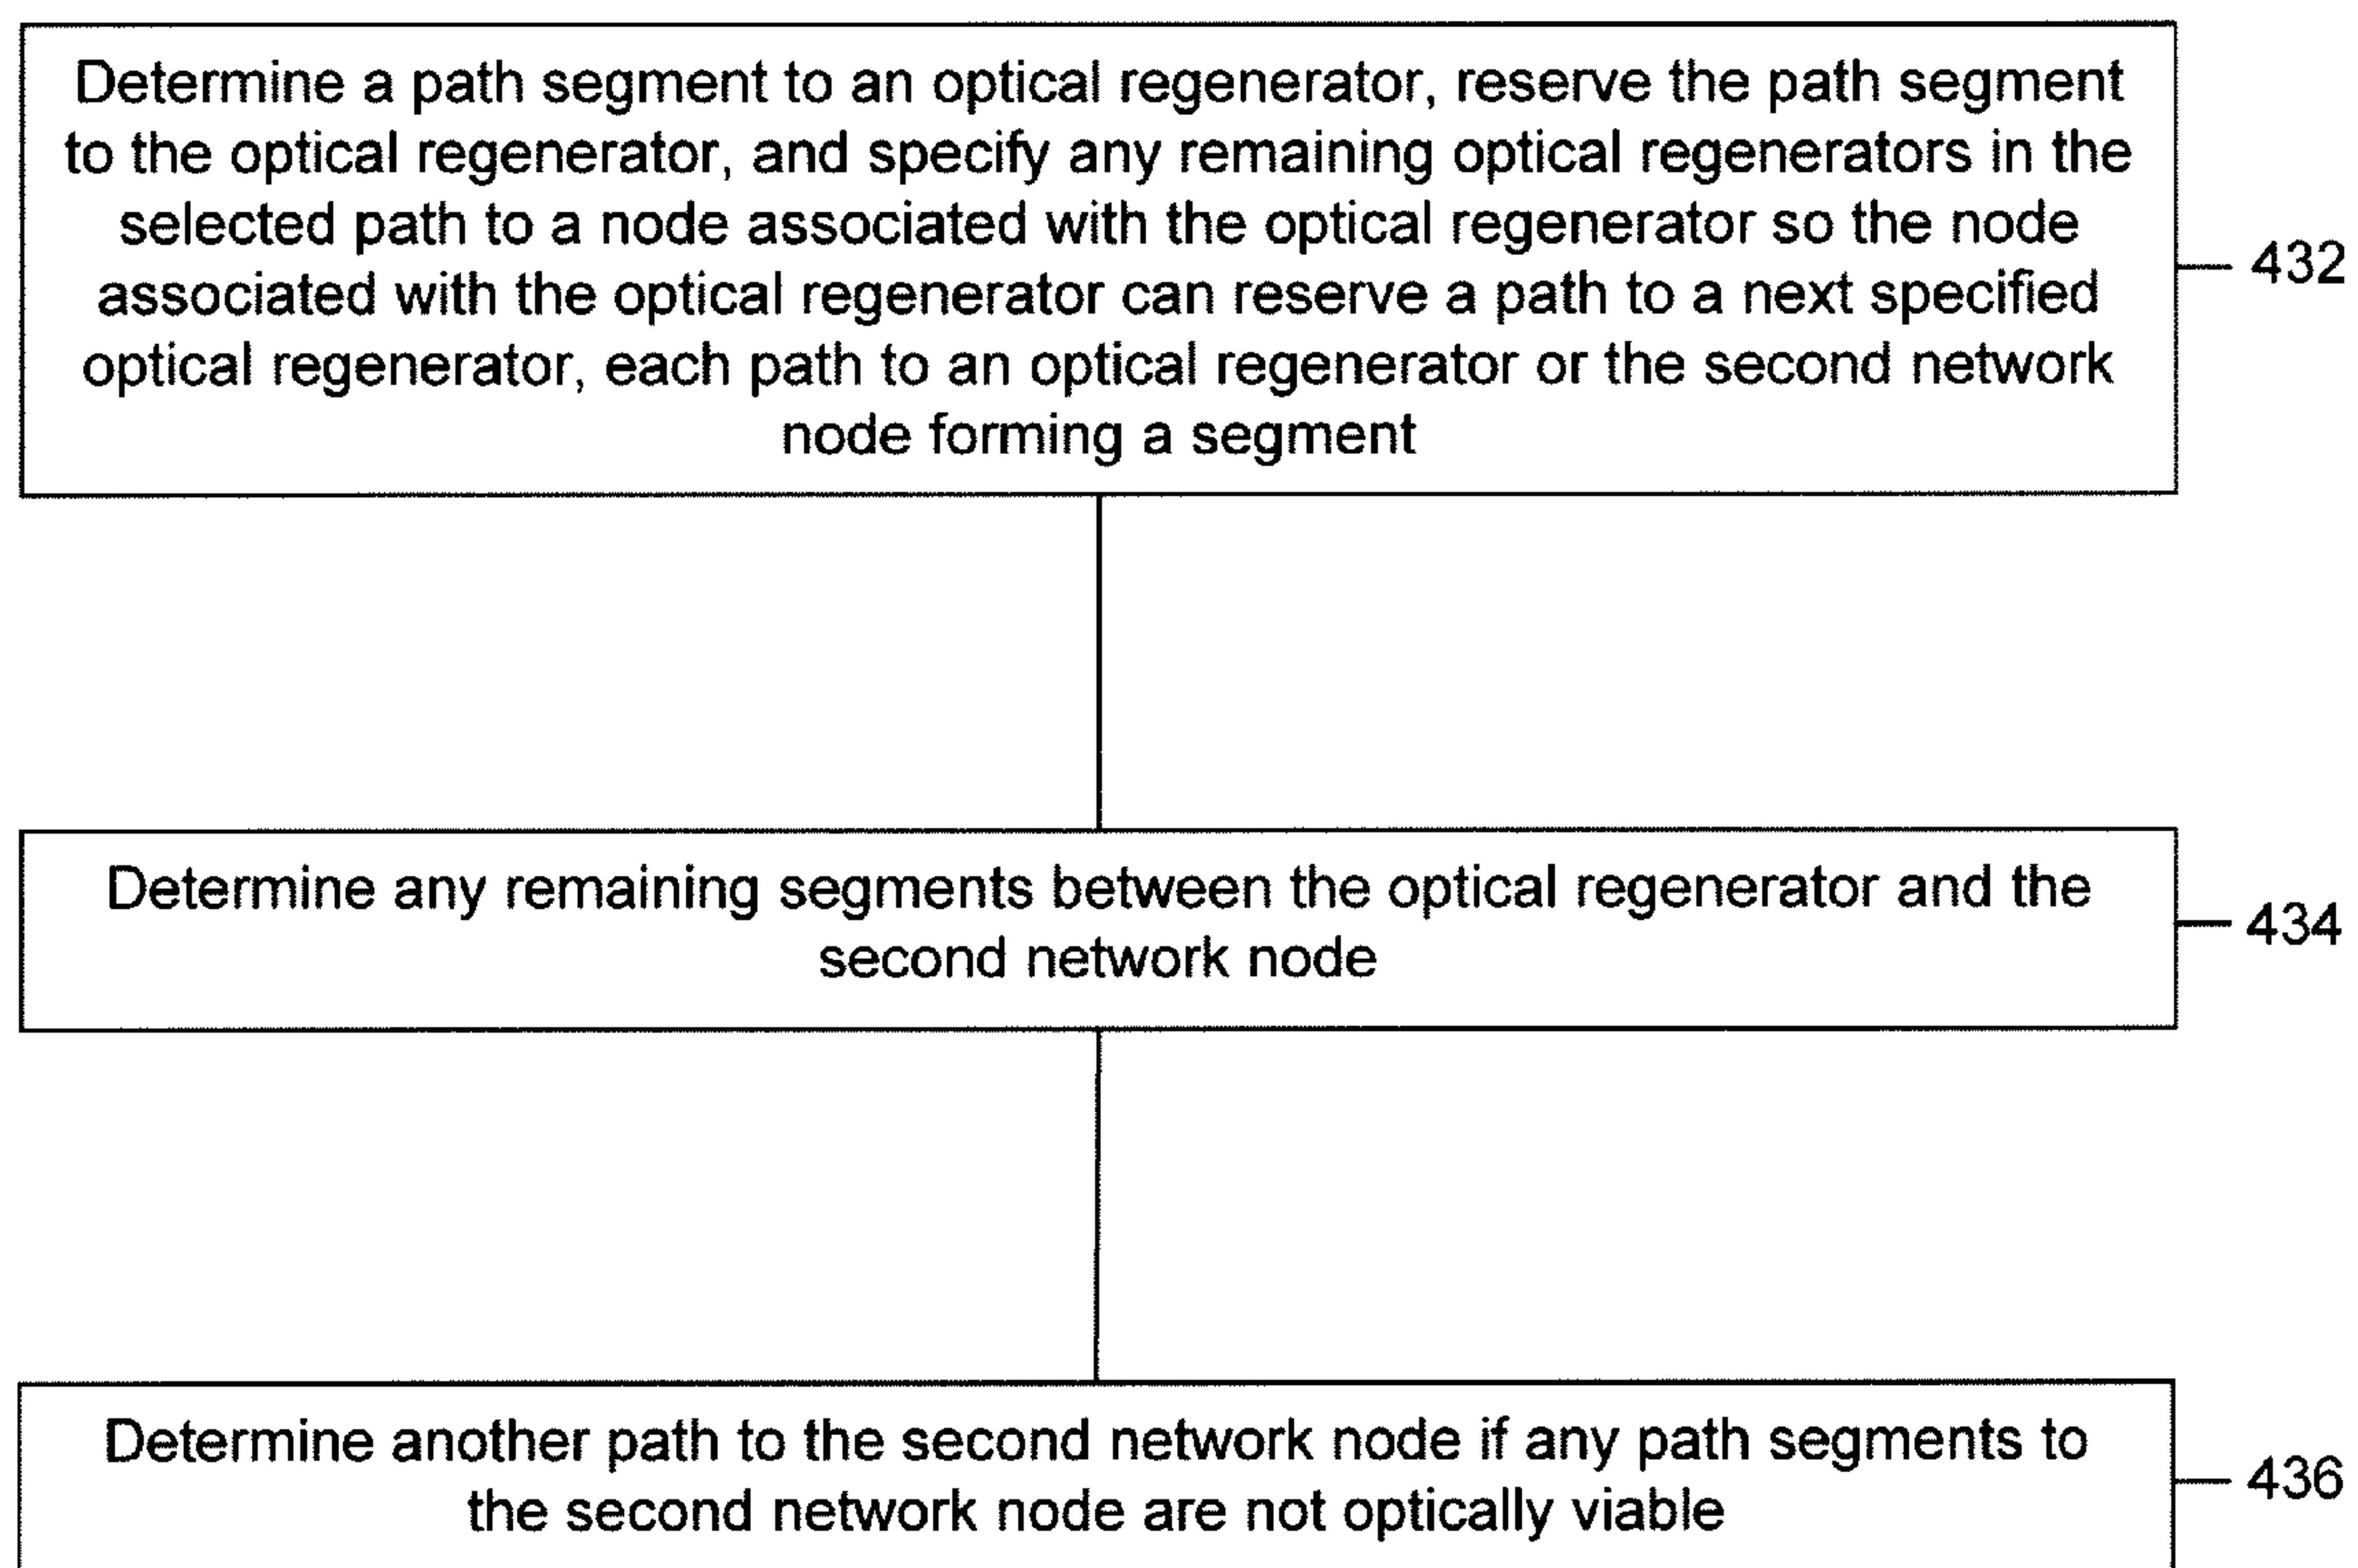 Determine a path segment to an optical regenerator, reserve the path segment
to the optical regenerator, and specify any remaining optical regenerators in the
selected path to a node associated with the optical regenerator so the node
associated with the optical regenerator can reserve a path to a next specified
optical regenerator, each path to an optical regenerator or the second network
node forming a segment
432
Determine any remaining segments between the optical regenerator and the
second network node
434
Determine another path to the second network node if any path segments to
the second network node are not optically viable
436